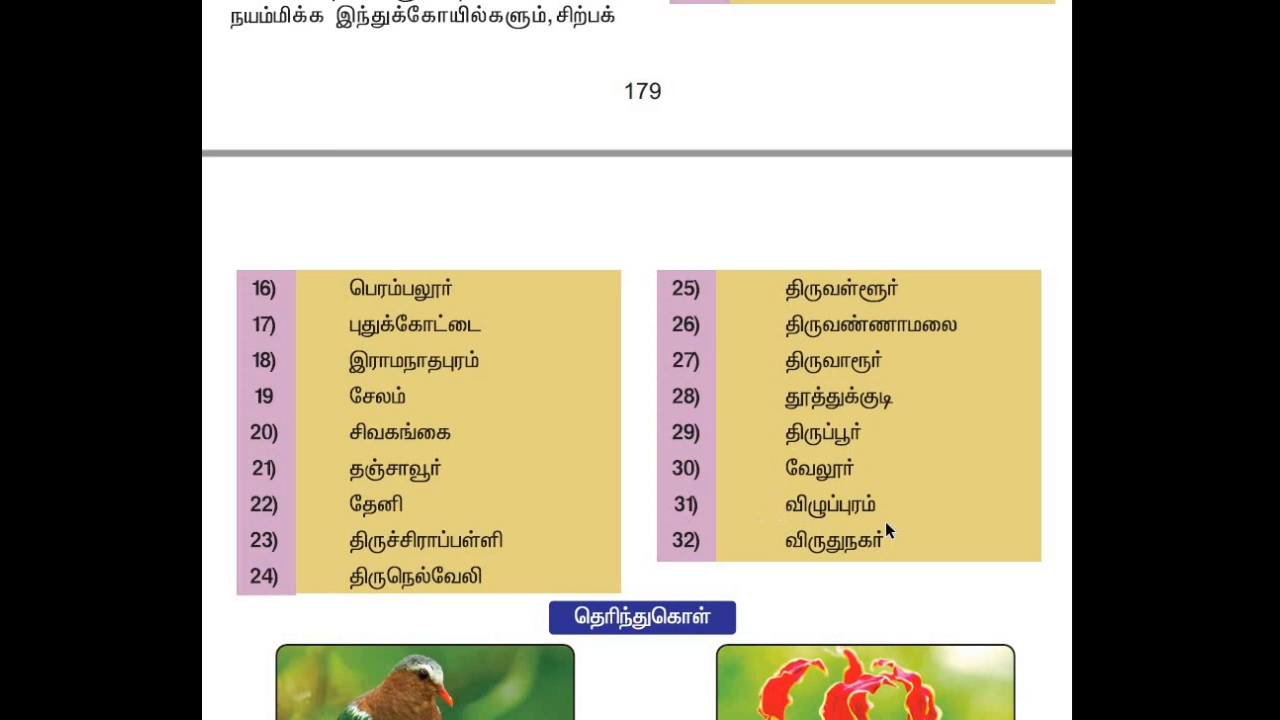 நயம்மிக்க இந்துக்கோயில்களும், சிற்பக்
179
16) பெரம்பலூர்
17) புதுக்கோட்டை
18) இராமநாதபுரம்
19 சேலம்
20) சிவகங்கை
21) தஞ்சாவூர்
22) தேனி
23) திருச்சிராப்பள்ளி
24) திருநெல்வேலி
25) திருவள்ளூர்
26) திருவண்ணாமலை
27) திருவாரூர்
28) தூத்துக்குடி
29) திருப்பூர்
30) வேலூர்
31) விழுப்புரம்
32) விருதுநகர்
தெரிந்துகொள்